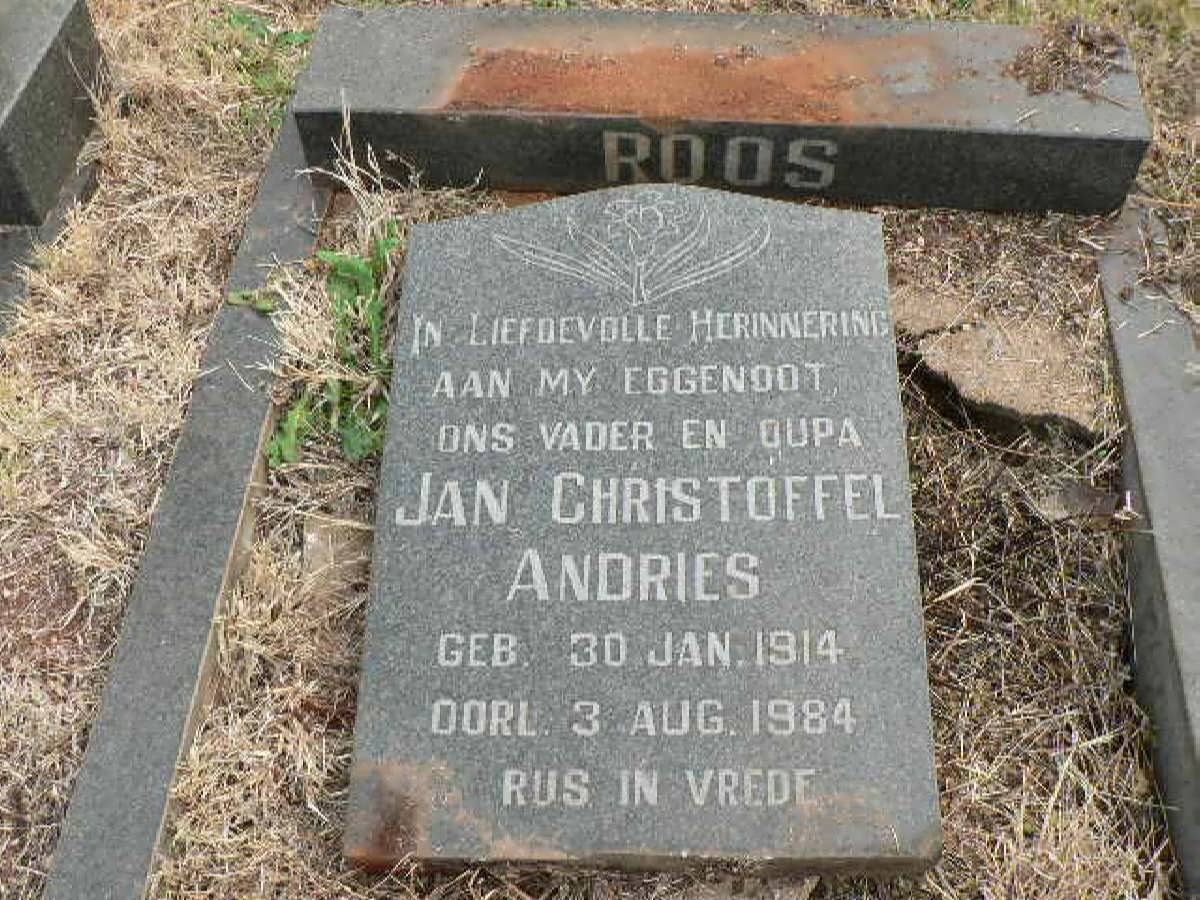 ROOS
IN LIEFDEVOLLE HERINNERING
AAN MY EGGENOOT,
ONS VADER EN OUPA
JAN CHRISTOFFEL
ANDRIES
GEB. 30 JAN. 1914
OORL. 3 AUG. 1984
RUS IN VREDE